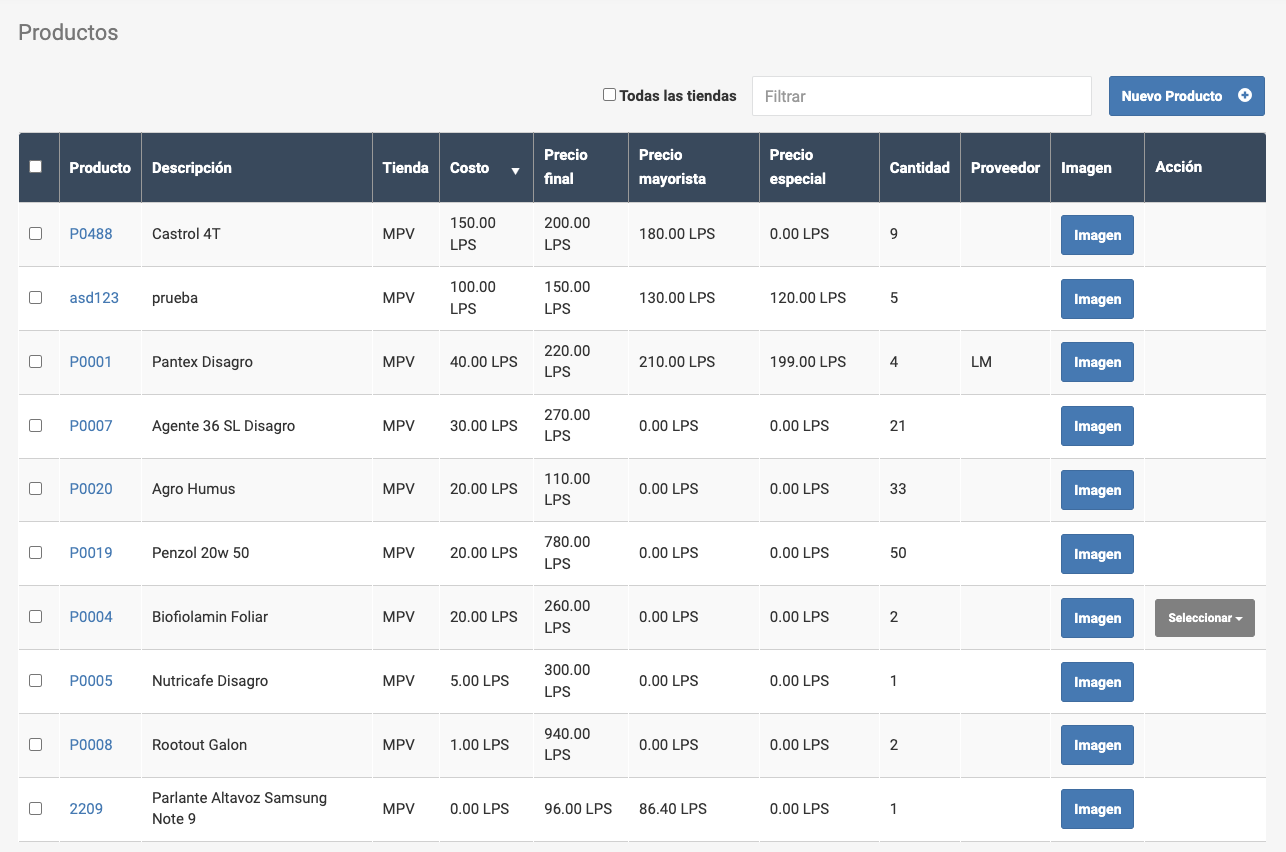 Productos
Todas las tiendas
Filtrar
Nuevo Producto
Producto Descripción Tienda Costo Precio final Precio mayorista Precio especial Cantidad Proveedor Imagen Acción
P0488 Castrol 4T MPV 150.00 LPS 200.00 LPS 180.00 LPS 0.00 LPS 9 Imagen
asd123 prueba MPV 100.00 LPS 150.00 LPS 130.00 LPS 120.00 LPS 5 Imagen
P0001 Pantex Disagro MPV 40.00 LPS 220.00 LPS 210.00 LPS 199.00 LPS 4 LM Imagen
P0007 Agente 36 SL Disagro MPV 30.00 LPS 270.00 LPS 0.00 LPS 0.00 LPS 21 Imagen
P0020 Agro Humus MPV 20.00 LPS 110.00 LPS 0.00 LPS 0.00 LPS 33 Imagen
P0019 Penzol 20w 50 MPV 20.00 LPS 780.00 LPS 0.00 LPS 0.00 LPS 50 Imagen
P0004 Biofiolamin Foliar MPV 20.00 LPS 260.00 LPS 0.00 LPS 0.00 LPS 2 Imagen Seleccionar
P0005 Nutricafe Disagro MPV 5.00 LPS 300.00 LPS 0.00 LPS 0.00 LPS 1 Imagen
P0008 Rootout Galon MPV 1.00 LPS 940.00 LPS 0.00 LPS 0.00 LPS 2 Imagen
2209 Parlante Altavoz Samsung Note 9 MPV 0.00 LPS 96.00 LPS 86.40 LPS 0.00 LPS 1 Imagen